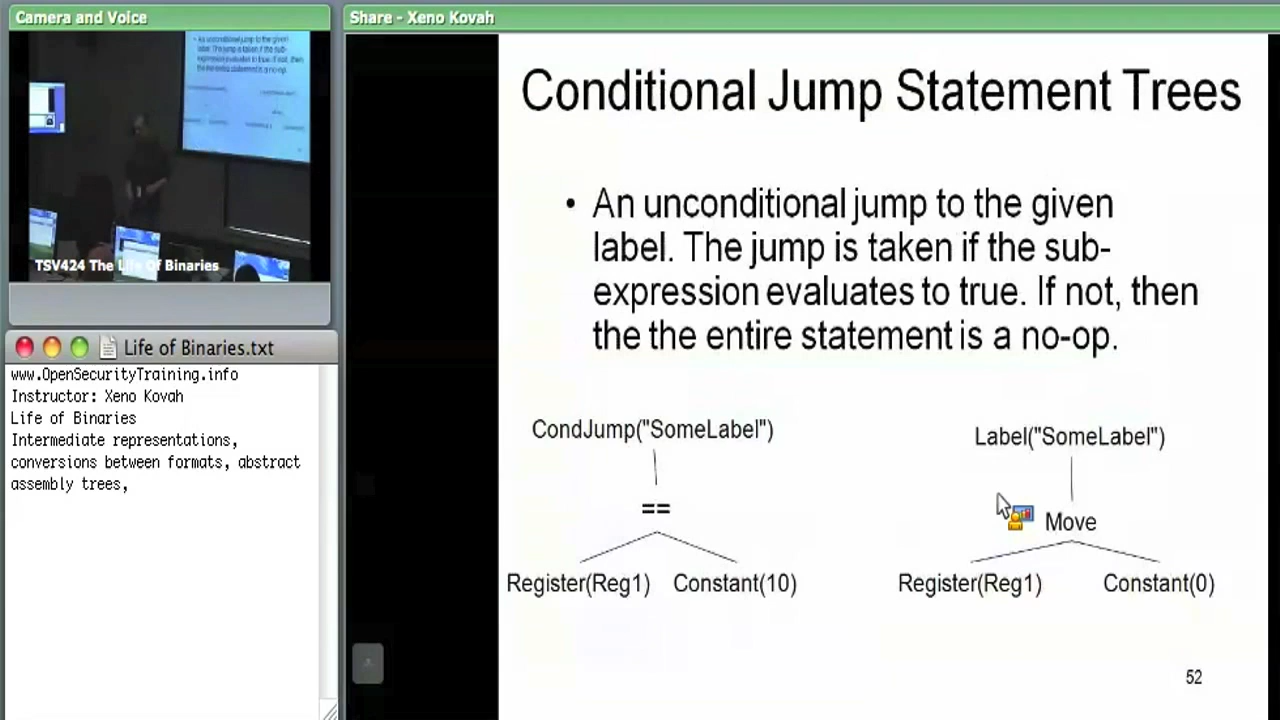 Camera and Voice
Share - Xeno Kovah
TSV424 The Life Of Binaries
Life of Binaries.txt
www.OpenSecurityTraining.info
Instructor: Xeno Kovah
Life of Binaries
Intermediate representations,
conversions between formats, abstract
assembly trees,
Conditional Jump Statement Trees
• An unconditional jump to the given
label. The jump is taken if the sub-
expression evaluates to true. If not, then
the the entire statement is a no-op.
CondJump("SomeLabel")
==
Register(Reg1) Constant(10)
Label("SomeLabel")
Move
Register(Reg1) Constant(0)
52